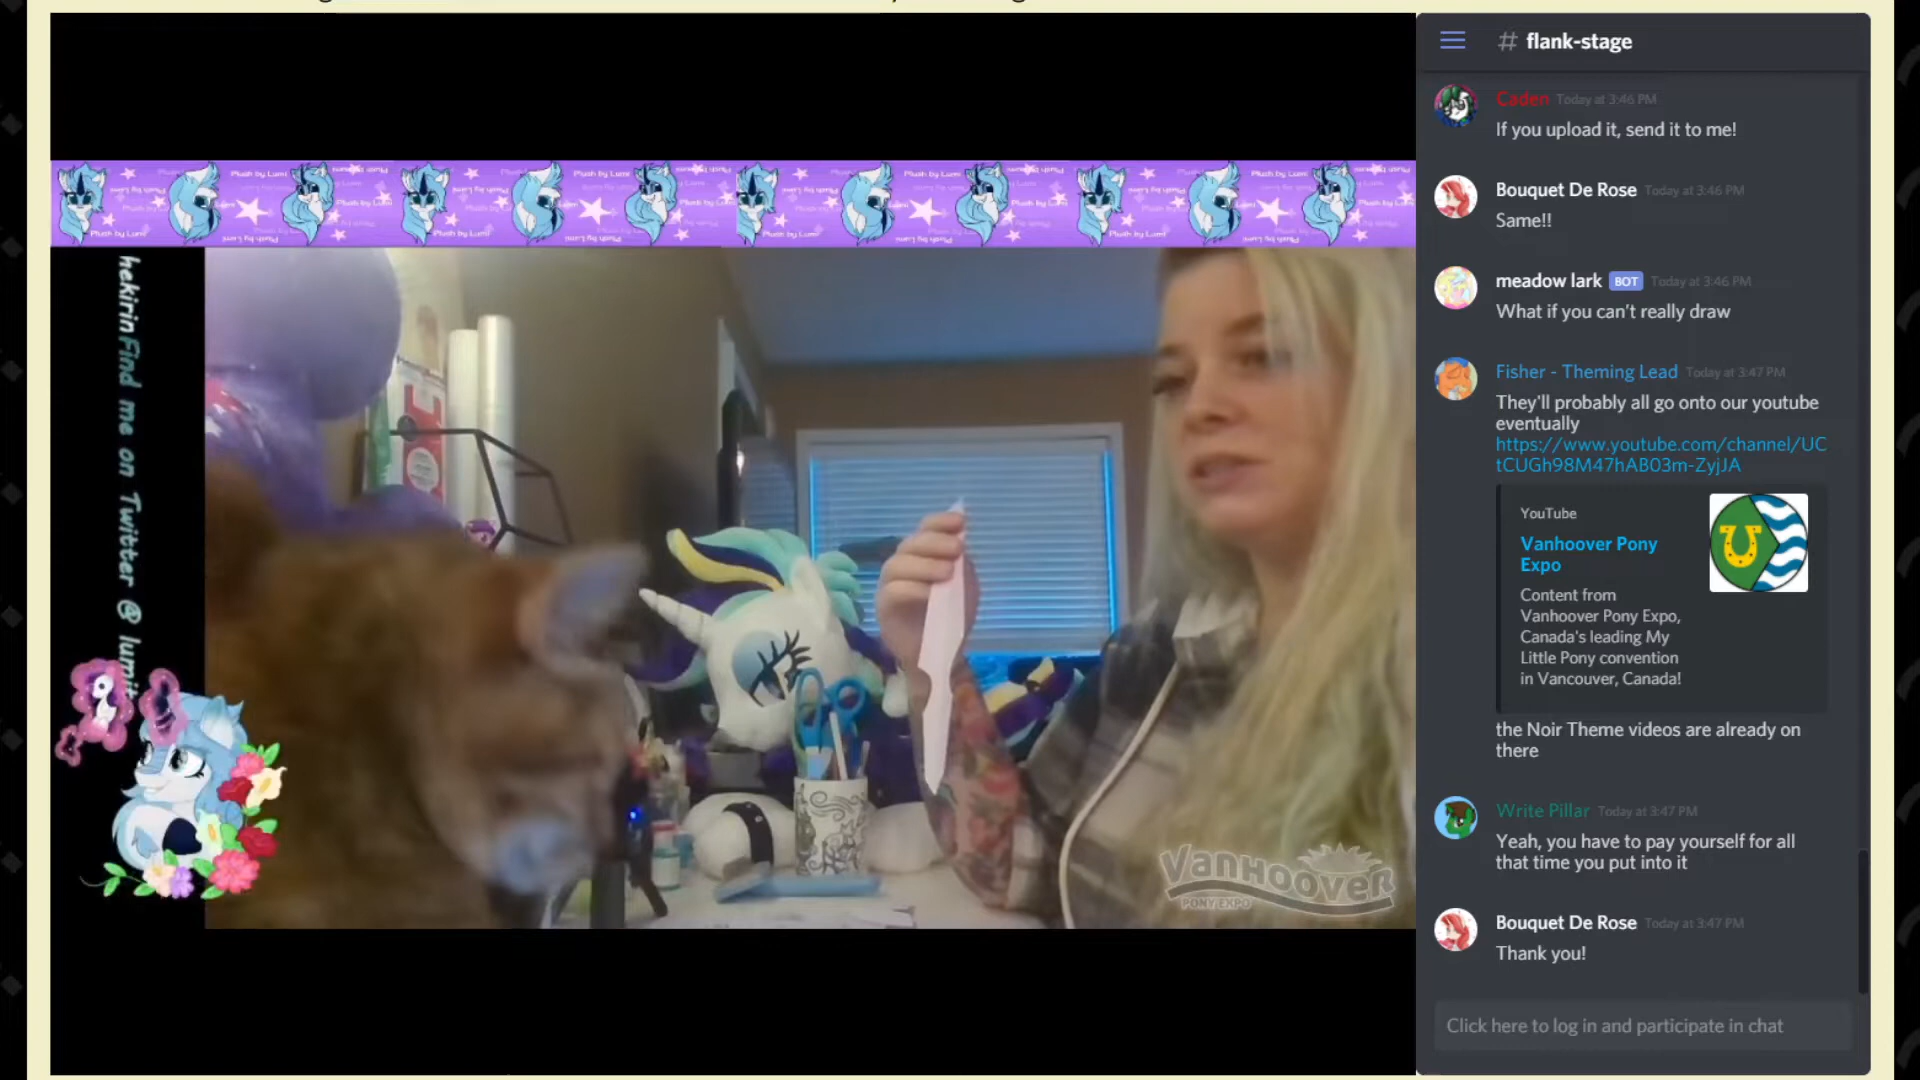 # flank-stage
Caden Today at 3:46 PM
If you upload it, send it to me!
Bouquet De Rose Today at 3:46 PM
Same!!
meadow lark BOT Today at 3:46 PM
What if you can't really draw
Fisher - Theming Lead Today at 3:47 PM
They'll probably all go onto our youtube
eventually
https://www.youtube.com/channel/UC
tCUGh98M47hAB03m-ZyjJA
YouTube
Vanhoover Pony
Expo
Content from
Vanhoover Pony Expo,
Canada's leading My
Little Pony convention
in Vancouver, Canada!
the Noir Theme videos are already on
there
Write Pillar Today at 3:47 PM
Yeah, you have to pay yourself for all
that time you put into it
Bouquet De Rose Today at 3:47 PM
Thank you!
Click here to log in and participate in chat
Plush by Lumi
hekirin Find me on Twitter @ lumi
VANHOOVER
PONY EXPO